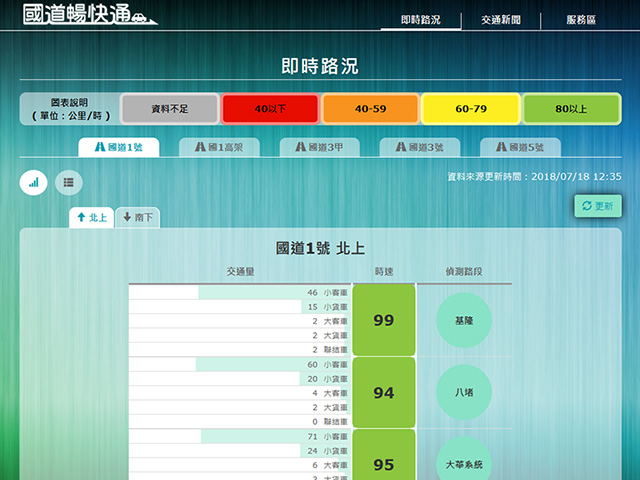 國道暢快通
即時路況 交通新聞 服務區
即時路況
圖表說明
(單位:公里/時)
資料不足 40以下 40-59 60-79 80以上
國道1號 國1高架 國道3甲 國道3號 國道5號
資料來源更新時間:2018/07/18 12:35
更新
北上 南下
國道1號 北上
交通量 時速 偵測路段
46 小客車
15 小貨車
2 大客車
2 大貨車
2 聯結車
99
基隆
60 小客車
20 小貨車
4 大客車
2 大貨車
0 聯結車
94
八堵
71 小客車
24 小貨車
6 大客車
2 大貨車
95
大華系統